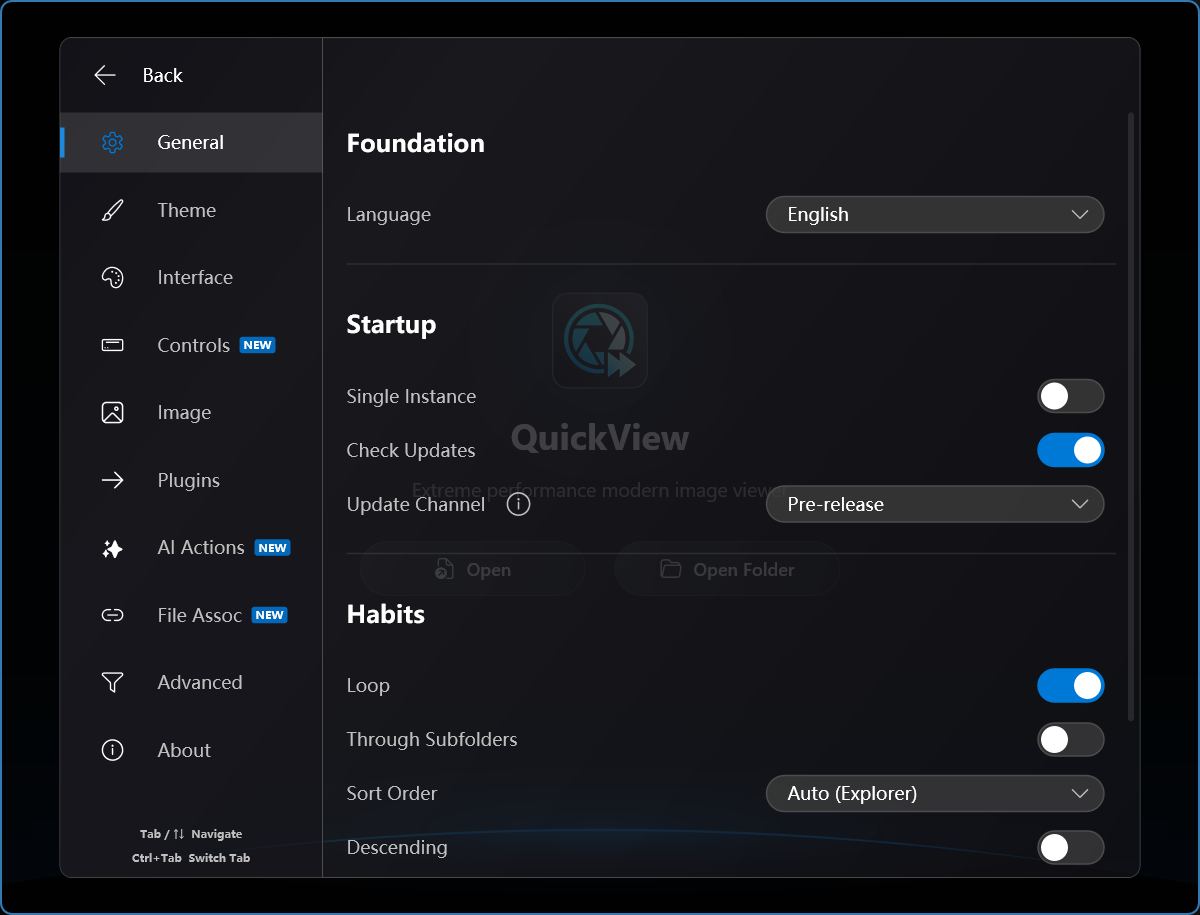 Back
General
Theme
Interface
Controls NEW
Image
Plugins
AI Actions NEW
File Assoc NEW
Advanced
About
Tab / ⇅ Navigate
Ctrl+Tab Switch Tab
Foundation
Language English
Startup
Single Instance
QuickView
Check Updates
Extreme performance modern image viewer
Update Channel Pre-release
Open Open Folder
Habits
Loop
Through Subfolders
Sort Order Auto (Explorer)
Descending